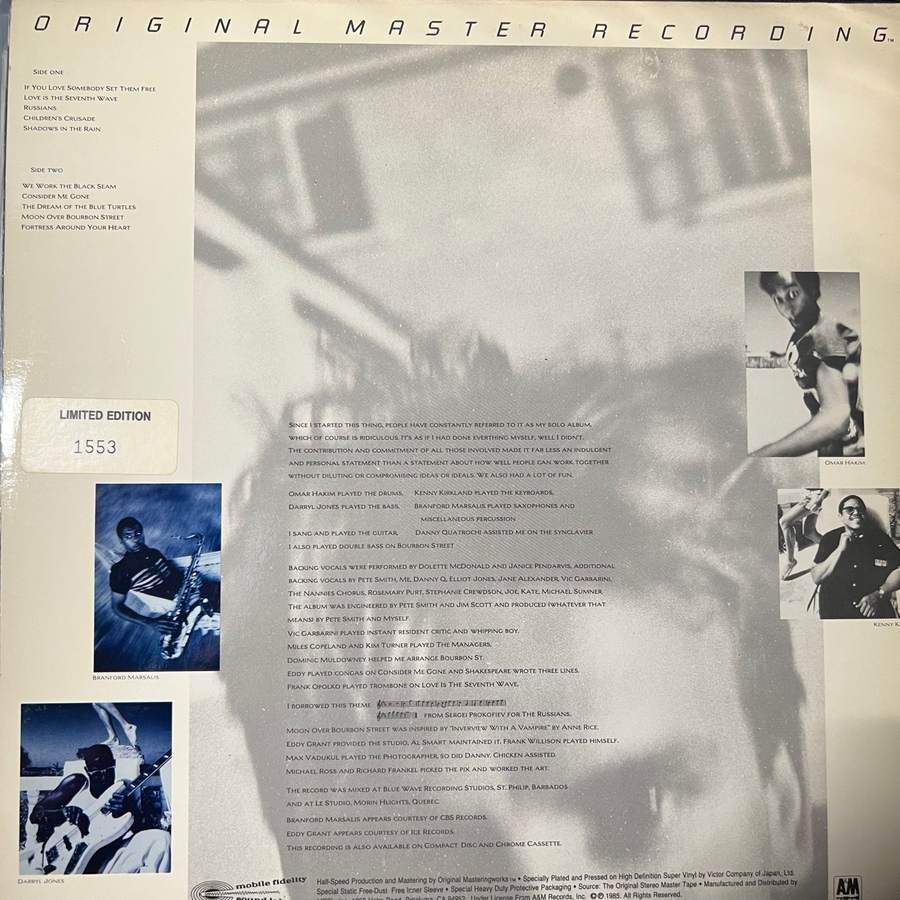 ORIGINAL MASTER RECORDING™
SIDE ONE
IF YOU LOVE SOMEBODY SET THEM FREE
LOVE IS THE SEVENTH WAVE
RUSSIANS
CHILDREN'S CRUSADE
SHADOWS IN THE RAIN
SIDE TWO
WE WORK THE BLACK SEAM
CONSIDER ME GONE
THE DREAM OF THE BLUE TURTLES
MOON OVER BOURBON STREET
FORTRESS AROUND YOUR HEART
LIMITED EDITION
1553
SINCE I STARTED THIS THING, PEOPLE HAVE CONSTANTLY REFERRED TO IT AS MY SOLO ALBUM,
WHICH OF COURSE IS RIDICULOUS. IT'S AS IF I HAD DONE EVERTHING MYSELF, WELL I DIDN'T.
THE CONTRIBUTION AND COMMITMENT OF ALL THOSE INVOLVED MADE IT FAR LESS AN INDULGENT
AND PERSONAL STATEMENT THAN A STATEMENT ABOUT HOW WELL PEOPLE CAN WORK TOGETHER
WITHOUT DILUTING OR COMPROMISING IDEAS OR IDEALS. WE ALSO HAD A LOT OF FUN.
OMAR HAKIM PLAYED THE DRUMS, KENNY KIRKLAND PLAYED THE KEYBOARDS,
DARRYL JONES PLAYED THE BASS, BRANFORD MARSALIS PLAYED SAXOPHONES AND
MISCELLANEOUS PERCUSSION
I SANG AND PLAYED THE GUITAR, DANNY QUATROCHI ASSISTED ME ON THE SYNCLAVIER
I ALSO PLAYED DOUBLE BASS ON BOURBON STREET
BACKING VOCALS WERE PERFORMED BY DOLETTE MCDONALD AND JANICE PENDARVIS, ADDITIONAL
BACKING VOCALS BY PETE SMITH, ME, DANNY Q, ELLIOT JONES, JANE ALEXANDER, VIC GARBARINI,
THE NANNIES CHORUS, ROSEMARY PURT, STEPHANIE CREWDSON, JOE, KATE, MICHAEL SUMNER
THE ALBUM WAS ENGINEERED BY PETE SMITH AND JIM SCOTT AND PRODUCED (WHATEVER THAT
MEANS) BY PETE SMITH AND MYSELF.
VIC GARBARINI PLAYED INSTANT RESIDENT CRITIC AND WHIPPING BOY.
MILES COPELAND AND KIM TURNER PLAYED THE MANAGERS,
DOMINIC MULDOWNEY HELPED ME ARRANGE BOURBON ST.
EDDY PLAYED CONGAS ON CONSIDER ME GONE AND SHAKESPEARE WROTE THREE LINES.
FRANK OPOLKO PLAYED TROMBONE ON LOVE IS THE SEVENTH WAVE.
I BORROWED THIS THEME
FROM SERGEI PROKOFIEV FOR THE RUSSIANS.
MOON OVER BOURBON STREET WAS INSPIRED BY "INVERVIEW WITH A VAMPIRE" BY ANNE RICE.
EDDY GRANT PROVIDED THE STUDIO, AL SMART MAINTAINED IT, FRANK WILLISON PLAYED HIMSELF.
MAX VADUKUL PLAYED THE PHOTOGRAPHER, SO DID DANNY. CHICKEN ASSISTED.
MICHAEL ROSS AND RICHARD FRANKEL PICKED THE PIX AND WORKED THE ART.
THE RECORD WAS MIXED AT BLUE WAVE RECORDING STUDIOS, ST. PHILIP, BARBADOS
AND AT LE STUDIO, MORIN HEIGHTS, QUEBEC.
BRANFORD MARSALIS APPEARS COURTESY OF CBS RECORDS.
EDDY GRANT APPEARS COURTESY OF ICE RECORDS.
THIS RECORDING IS ALSO AVAILABLE ON COMPACT DISC AND CHROME CASSETTE.
OMAR HAKIM
KENNY K
BRANFORD MARSALIS
DARRYL JONES
mobile fidelity
Half-Speed Production and Mastering by Original Masteringworks™ • Specially Plated and Pressed on High Definition Super Vinyl by Victor Company of Japan, Ltd.
Special Static Free-Dust Free Icner Sleeve • Special Heavy Duty Protective Packaging • Source: The Original Stereo Master Tape • Manufactured and Distributed by
Under License From A&M Records, Inc. ©℗ 1985. All Rights Reserved.
A&M